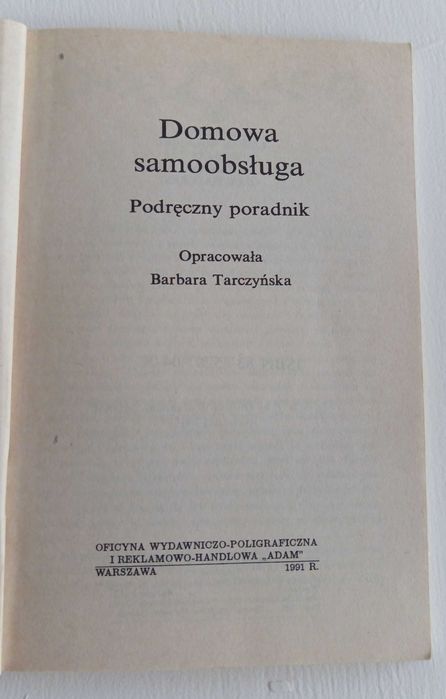 Domowa
samoobsługa
Podręczny poradnik
Opracowała
Barbara Tarczyńska
OFICYNA WYDAWNICZO-POLIGRAFICZNA
I REKLAMOWO-HANDLOWA „ADAM”
WARSZAWA 1991 R.